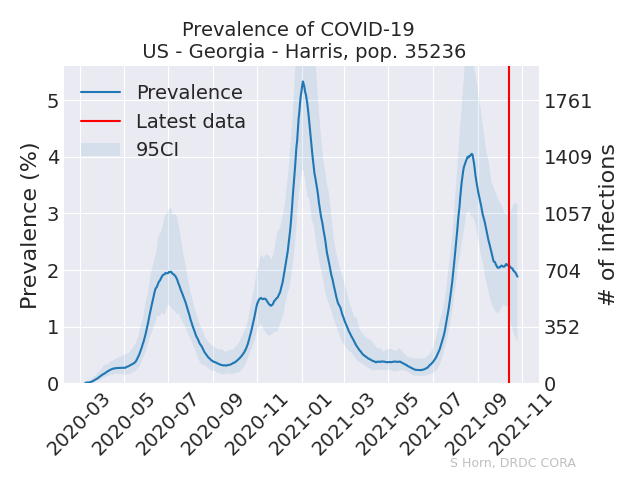 Prevalence of COVID-19
US - Georgia - Harris, pop. 35236
Prevalence
Latest data
95CI
Prevalence (%)
5
4
3
2
1
0
# of infections
1761
1409
1057
704
352
0
2020-03
2020-05
2020-07
2020-09
2020-11
2021-01
2021-03
2021-05
2021-07
2021-09
2021-11
S Horn, DRDC CORA